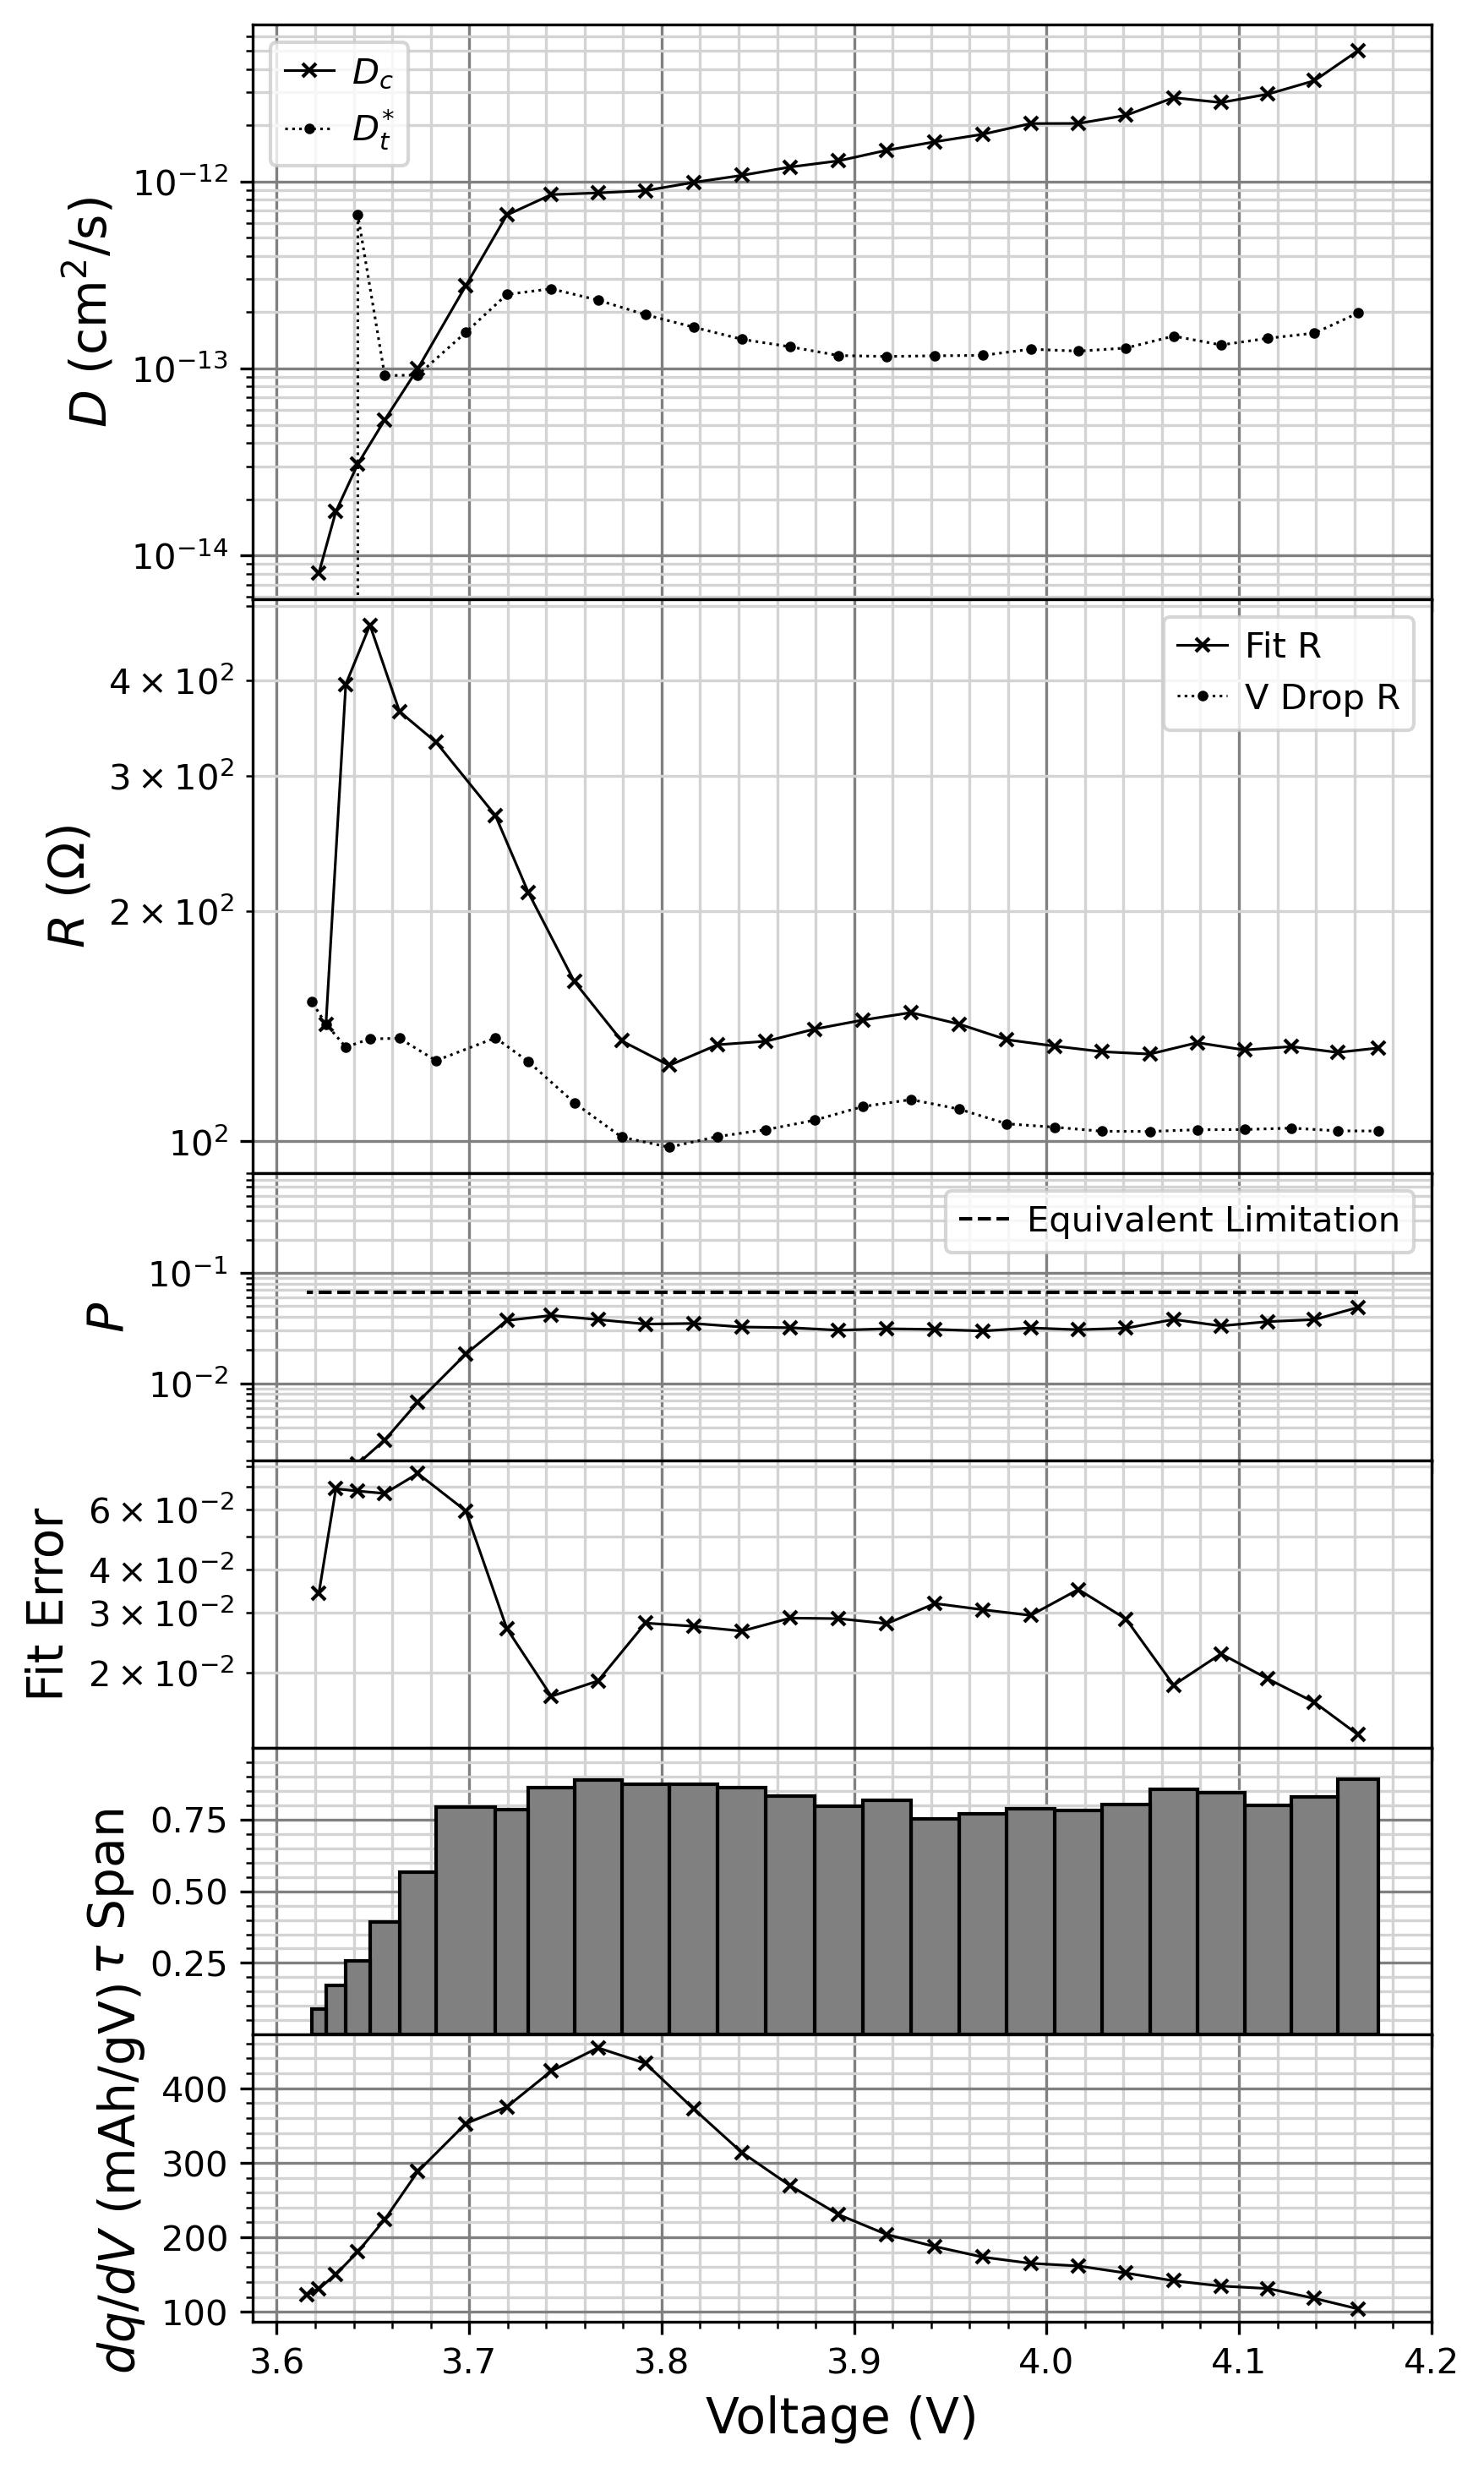 D_c
D_t^*
10^−12
10^−13
10^−14
D (cm^2/s)
Fit R
V Drop R
4 × 10^2
3 × 10^2
2 × 10^2
10^2
R (Ω)
Equivalent Limitation
10^−1
10^−2
P
6 × 10^−2
4 × 10^−2
3 × 10^−2
2 × 10^−2
Fit Error
0.75
0.50
0.25
τ Span
400
300
200
100
dq/dV (mAh/gV)
3.6 3.7 3.8 3.9 4.0 4.1 4.2
Voltage (V)